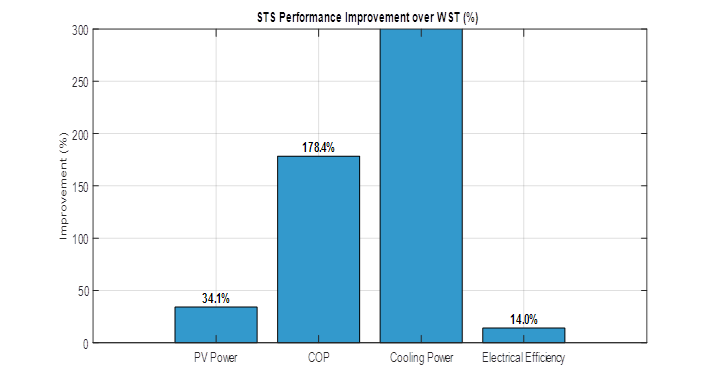 STS Performance Improvement over WST (%)
Improvement (%)
300
250
200
150
100
50
0
34.1%
178.4%
14.0%
PV Power
COP
Cooling Power
Electrical Efficiency